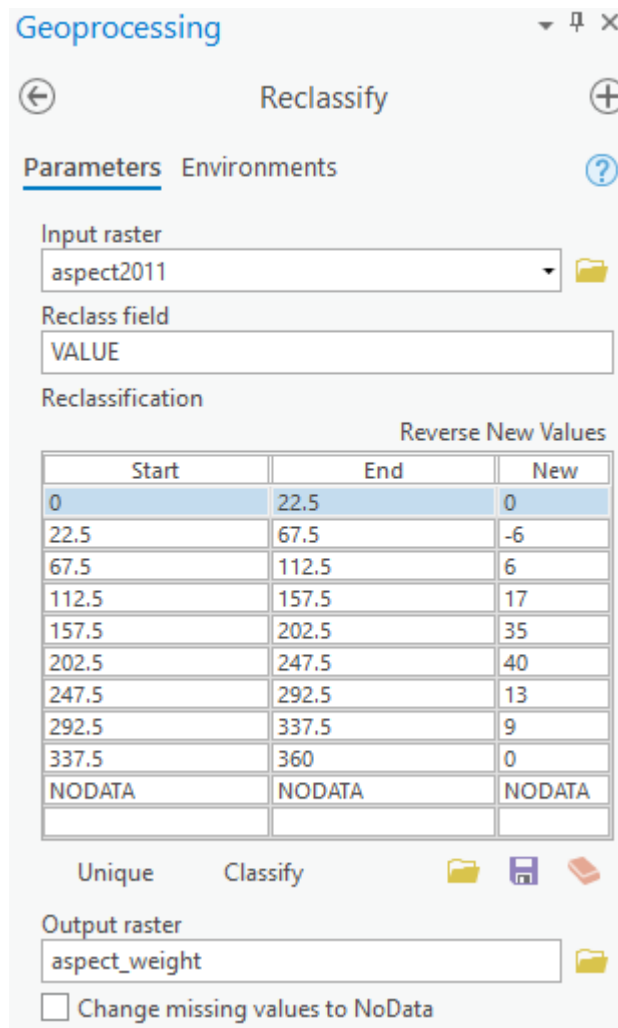 Geoprocessing
Reclassify
Parameters Environments
Input raster
aspect2011
Reclass field
VALUE
Reclassification
Reverse New Values
Start End New
0 22.5 0
22.5 67.5 -6
67.5 112.5 6
112.5 157.5 17
157.5 202.5 35
202.5 247.5 40
247.5 292.5 13
292.5 337.5 9
337.5 360 0
NODATA NODATA NODATA
Unique Classify
Output raster
aspect_weight
Change missing values to NoData